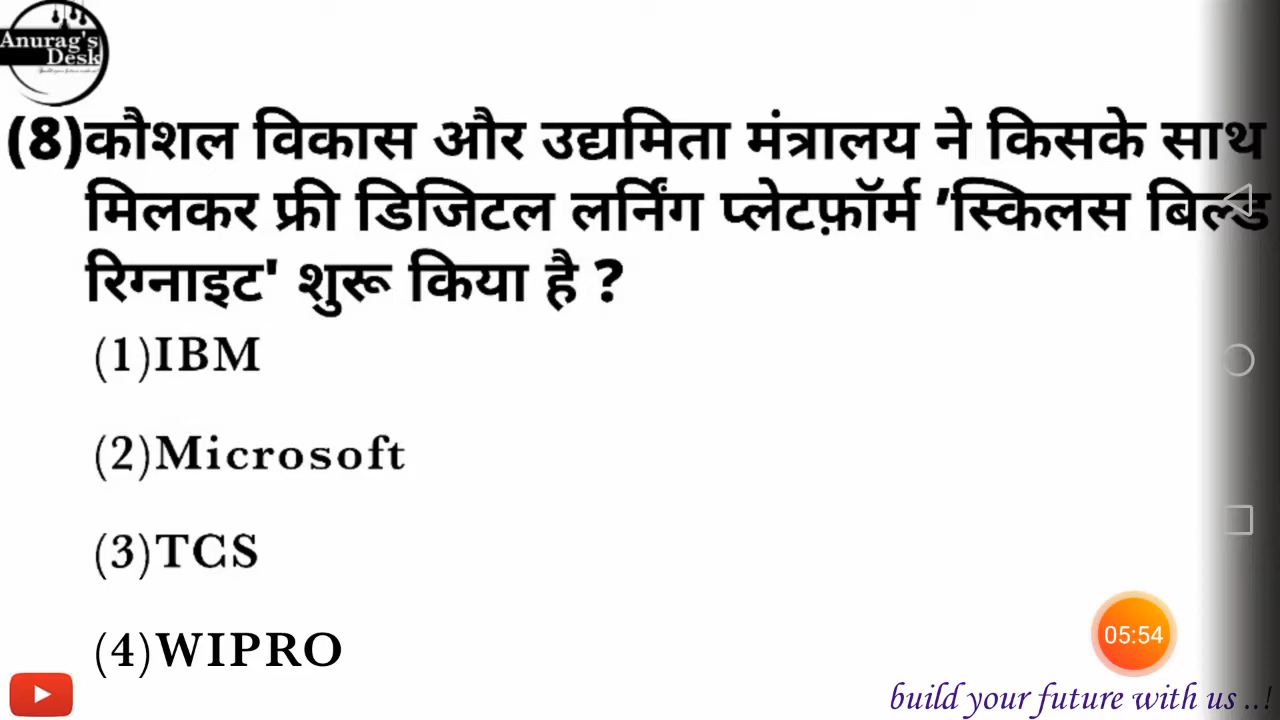 Anurag's
Desk
(8)कौशल विकास और उद्यमिता मंत्रालय ने किसके साथ
मिलकर फ्री डिजिटल लर्निंग प्लेटफ़ॉर्म 'स्किलस बिल्ड
रिग्नाइट' शुरू किया है ?
(1)IBM
(2)Microsoft
(3)TCS
(4)WIPRO
05:54
build your future with us ..!